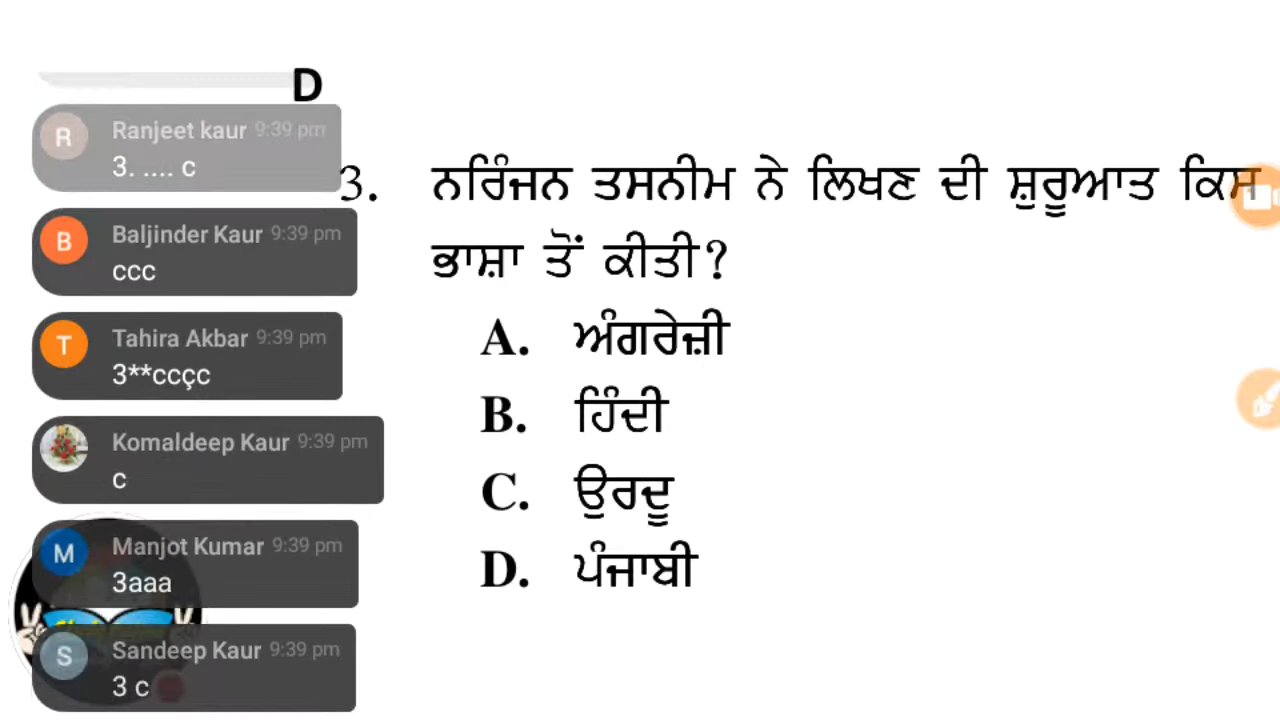 D
Ranjeet kaur 9:39 pm
3. .... c
Baljinder Kaur 9:39 pm
ccc
Tahira Akbar 9:39 pm
3**ccçc
Komaldeep Kaur 9:39 pm
c
Manjot Kumar 9:39 pm
3aaa
Sandeep Kaur 9:39 pm
3 c
3. ਨਰਿੰਜਨ ਤਸਨੀਮ ਨੇ ਲਿਖਣ ਦੀ ਸ਼ੁਰੂਆਤ ਕਿਸ
ਭਾਸ਼ਾ ਤੋਂ ਕੀਤੀ?
A. ਅੰਗਰੇਜ਼ੀ
B. ਹਿੰਦੀ
C. ਉਰਦੂ
D. ਪੰਜਾਬੀ